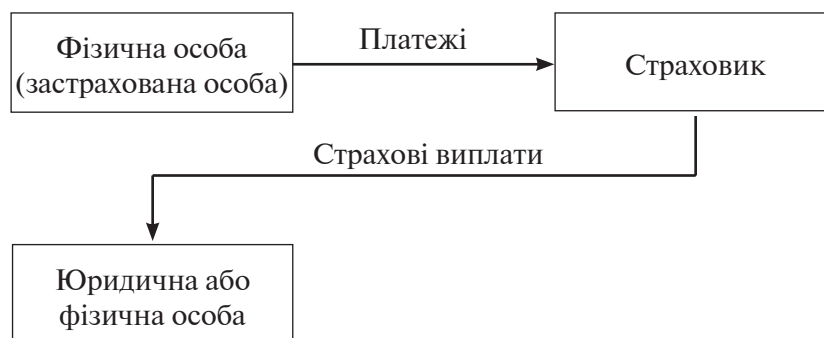 Фізична особа
(застрахована особа)
Платежі
Страховик
Страхові виплати
Юридична або
фізична особа